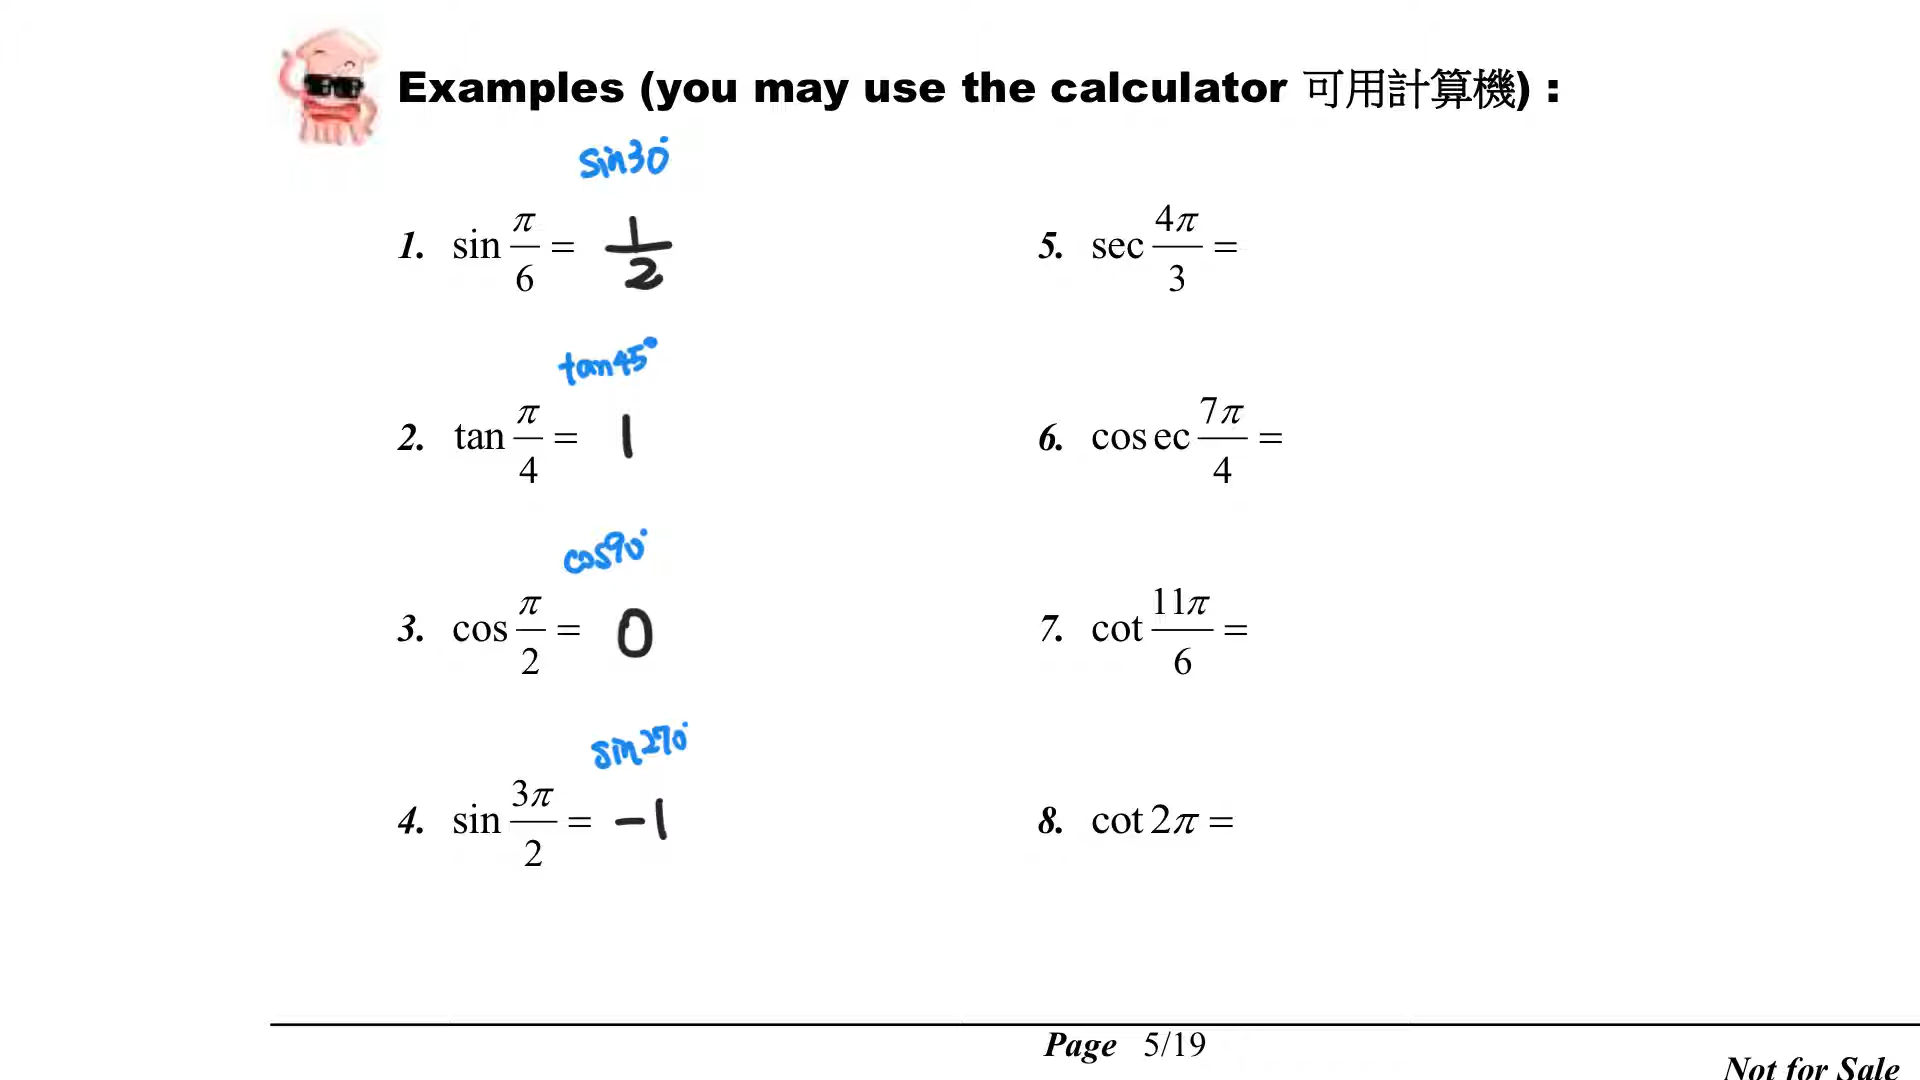 Examples (you may use the calculator 可用計算機) :
sin30°
1. sin π/6 = 1/2
tan45°
2. tan π/4 = 1
cos90°
3. cos π/2 = 0
sin270°
4. sin 3π/2 = -1
5. sec 4π/3 =
6. cosec 7π/4 =
7. cot 11π/6 =
8. cot 2π =
Page 5/19
Not for Sale